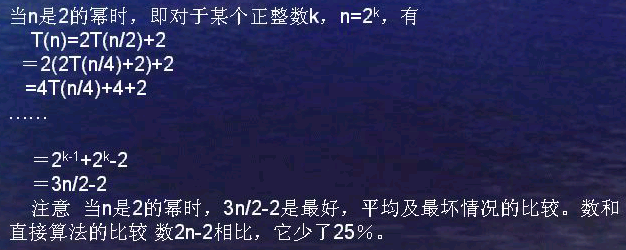 当n是2的幂时，即对于某个正整数k，n=2ᵏ，有
T(n)=2T(n/2)+2
＝2(2T(n/4)+2)+2
=4T(n/4)+4+2
……
＝2ᵏ⁻¹+2ᵏ-2
＝3n/2-2
注意 当n是2的幂时，3n/2-2是最好，平均及最坏情况的比较。数和
直接算法的比较 数2n-2相比，它少了25％。